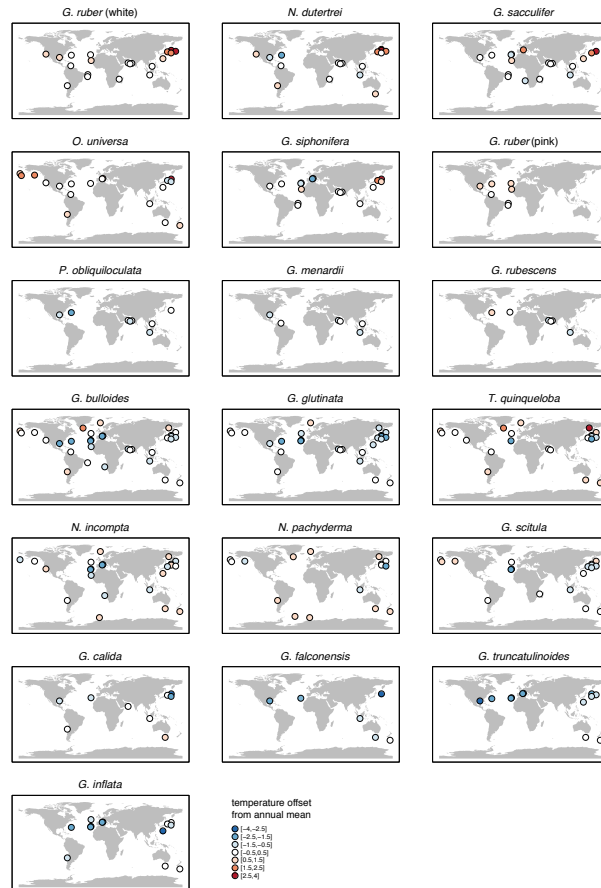 G. ruber (white)
N. dutertrei
G. sacculifer
O. universa
G. siphonifera
G. ruber (pink)
P. obliquiloculata
G. menardii
G. rubescens
G. bulloides
G. glutinata
T. quinqueloba
N. incompta
N. pachyderma
G. scitula
G. calida
G. falconensis
G. truncatulinoides
G. inflata
temperature offset
from annual mean
[−4,−2.5]
[−2.5,−1.5]
[−1.5,−0.5]
[−0.5,0.5]
[0.5,1.5]
[1.5,2.5]
[2.5,4]